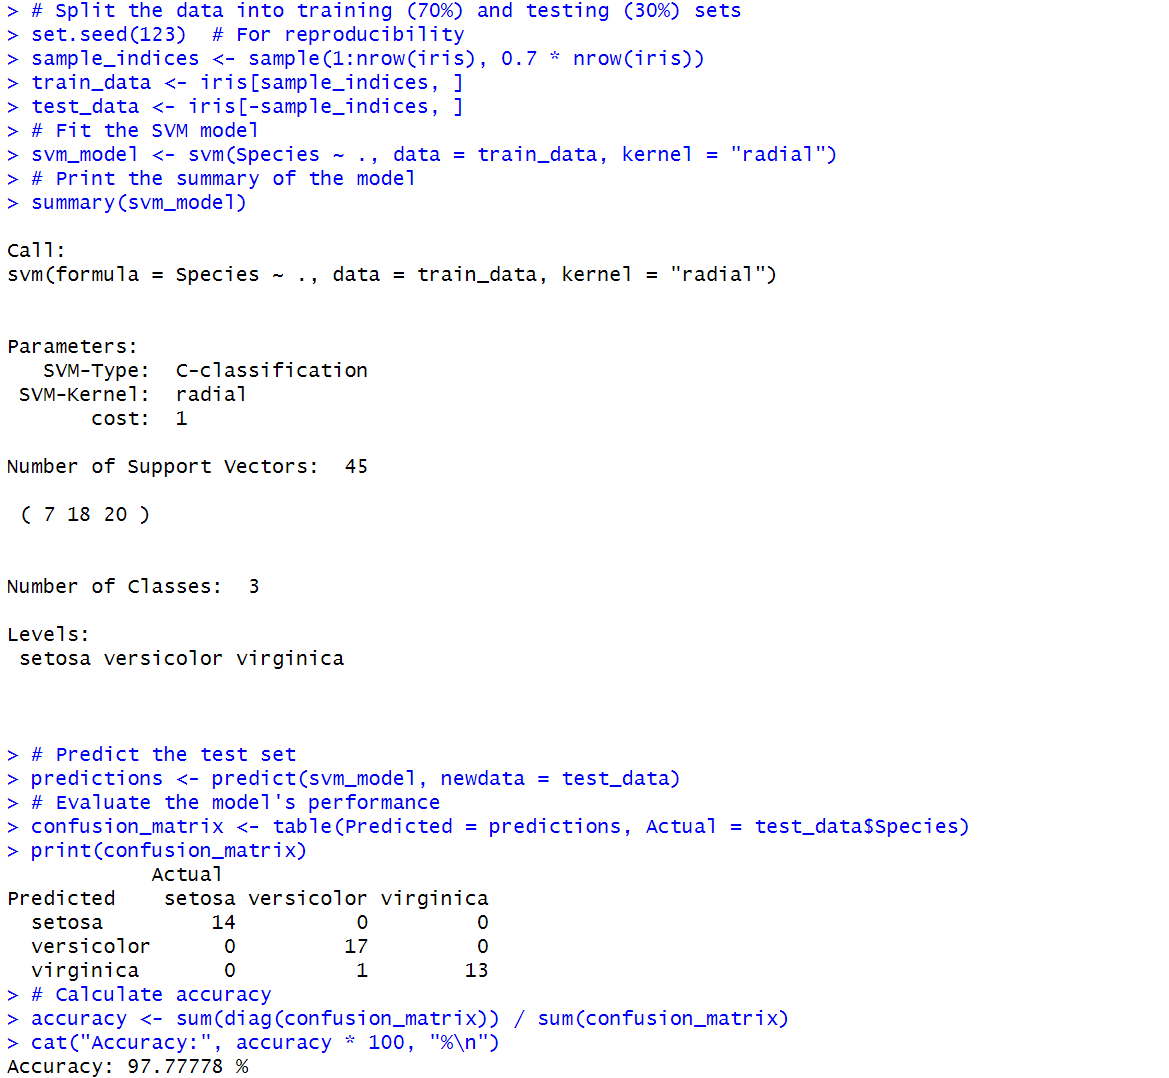 > # Split the data into training (70%) and testing (30%) sets
> set.seed(123)  # For reproducibility
> sample_indices <- sample(1:nrow(iris), 0.7 * nrow(iris))
> train_data <- iris[sample_indices, ]
> test_data <- iris[-sample_indices, ]
> # Fit the SVM model
> svm_model <- svm(Species ~ ., data = train_data, kernel = "radial")
> # Print the summary of the model
> summary(svm_model)

Call:
svm(formula = Species ~ ., data = train_data, kernel = "radial")


Parameters:
   SVM-Type:  C-classification
 SVM-Kernel:  radial
       cost:  1

Number of Support Vectors:  45

 ( 7 18 20 )


Number of Classes:  3

Levels:
 setosa versicolor virginica



> # Predict the test set
> predictions <- predict(svm_model, newdata = test_data)
> # Evaluate the model's performance
> confusion_matrix <- table(Predicted = predictions, Actual = test_data$Species)
> print(confusion_matrix)
            Actual
Predicted    setosa versicolor virginica
  setosa         14          0         0
  versicolor      0         17         0
  virginica       0          1        13
> # Calculate accuracy
> accuracy <- sum(diag(confusion_matrix)) / sum(confusion_matrix)
> cat("Accuracy:", accuracy * 100, "%\n")
Accuracy: 97.77778 %